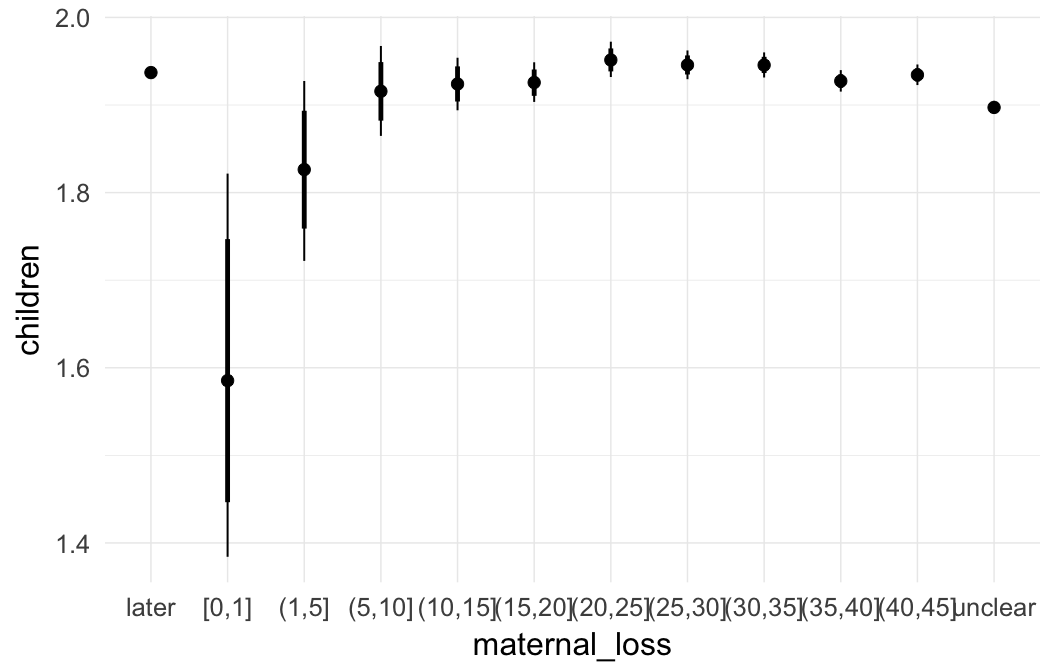 2.0
1.8
children
1.6
1.4
later [0,1] (1,5] (5,10] (10,15] (15,20] (20,25] (25,30] (30,35] (35,40] (40,45] unclear
maternal_loss